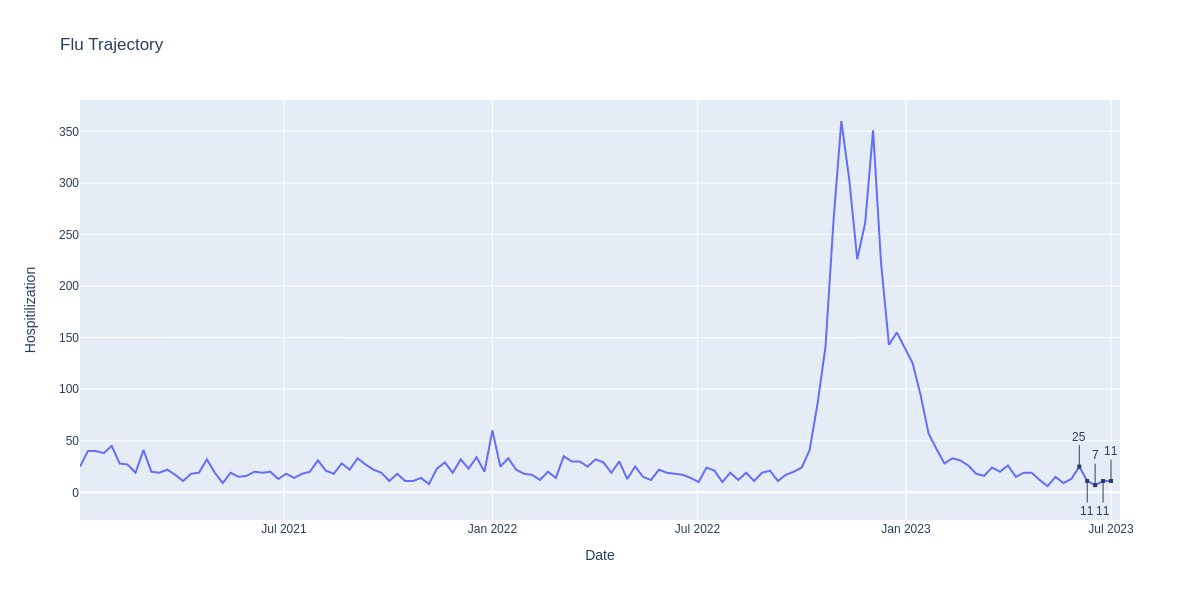 Flu Trajectory
350
300
250
200
150
100
50
0
Hospitilization
25
7
11
11
11
Jul 2021
Jan 2022
Jul 2022
Jan 2023
Jul 2023
Date